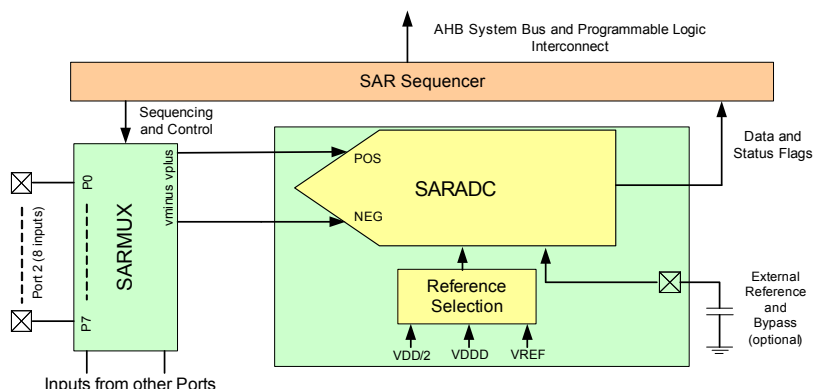 AHB System Bus and Programmable Logic
Interconnect
SAR Sequencer
Sequencing
and Control
Data and
Status Flags
vminus vplus
POS
NEG
SARADC
P0
Port 2 (8 inputs)
P7
SARMUX
Reference
Selection
VDD/2
VDDD
VREF
External
Reference
and
Bypass
(optional)
Inputs from other Ports